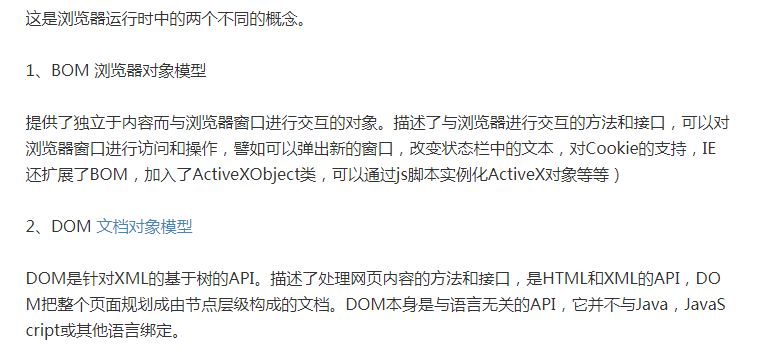 这是浏览器运行时中的两个不同的概念。
1、BOM 浏览器对象模型
提供了独立于内容而与浏览器窗口进行交互的对象。描述了与浏览器进行交互的方法和接口，可以对
浏览器窗口进行访问和操作，譬如可以弹出新的窗口，改变状态栏中的文本，对Cookie的支持，IE
还扩展了BOM，加入了ActiveXObject类，可以通过js脚本实例化ActiveX对象等等）
2、DOM 文档对象模型
DOM是针对XML的基于树的API。描述了处理网页内容的方法和接口，是HTML和XML的API，DO
M把整个页面规划成由节点层级构成的文档。DOM本身是与语言无关的API，它并不与Java，JavaS
cript或其他语言绑定。